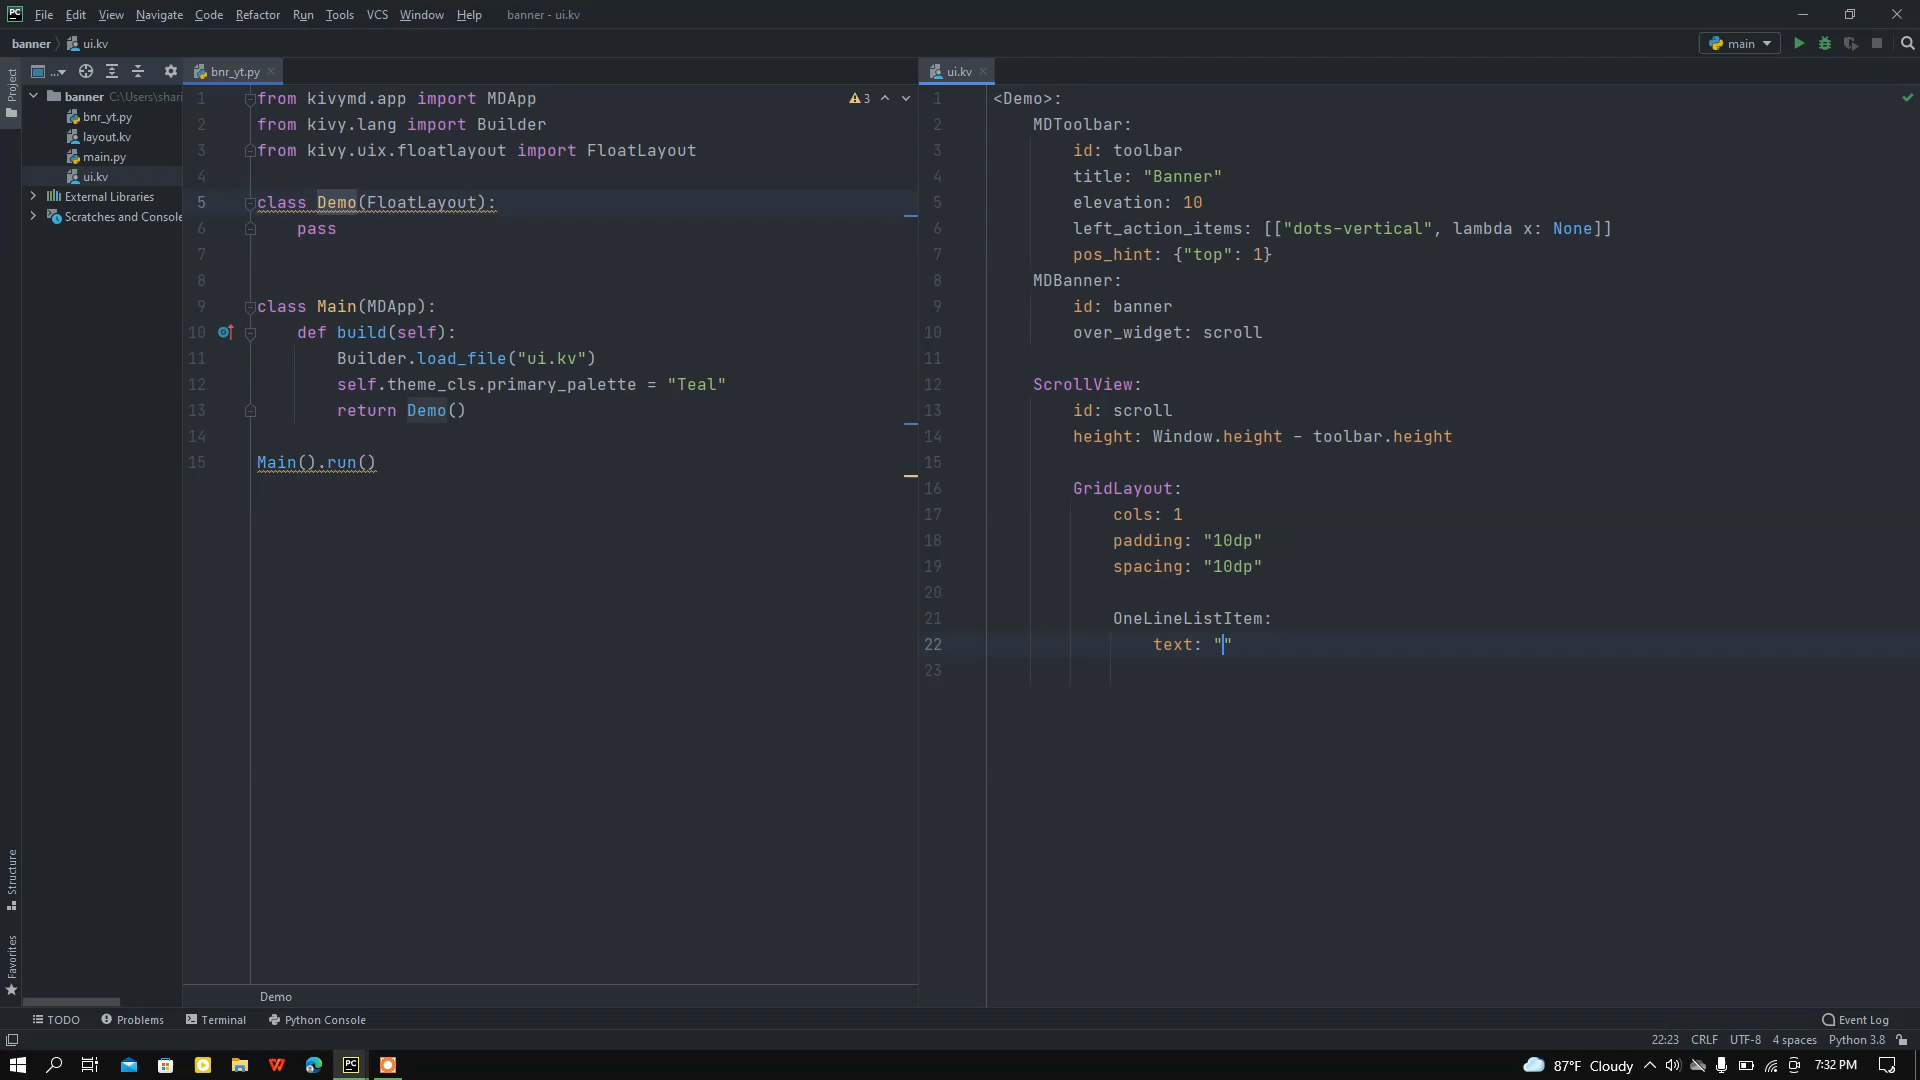 PC File Edit View Navigate Code Refactor Run Tools VCS Window Help banner - ui.kv
banner ui.kv main
Project
... bnr_yt.py ui.kv
banner C:\Users\shari
bnr_yt.py
layout.kv
main.py
ui.kv
External Libraries
Scratches and Console
3
1 from kivymd.app import MDApp
2 from kivy.lang import Builder
3 from kivy.uix.floatlayout import FloatLayout
4
5 class Demo(FloatLayout):
6 pass
7
8
9 class Main(MDApp):
10 def build(self):
11 Builder.load_file("ui.kv")
12 self.theme_cls.primary_palette = "Teal"
13 return Demo()
14
15 Main().run()
Demo
1 <Demo>:
2 MDToolbar:
3 id: toolbar
4 title: "Banner"
5 elevation: 10
6 left_action_items: [["dots-vertical", lambda x: None]]
7 pos_hint: {"top": 1}
8 MDBanner:
9 id: banner
10 over_widget: scroll
11
12 ScrollView:
13 id: scroll
14 height: Window.height - toolbar.height
15
16 GridLayout:
17 cols: 1
18 padding: "10dp"
19 spacing: "10dp"
20
21 OneLineListItem:
22 text: ""
23
Structure
Favorites
TODO Problems Terminal Python Console Event Log
22:23 CRLF UTF-8 4 spaces Python 3.8
PC 87°F Cloudy 7:32 PM